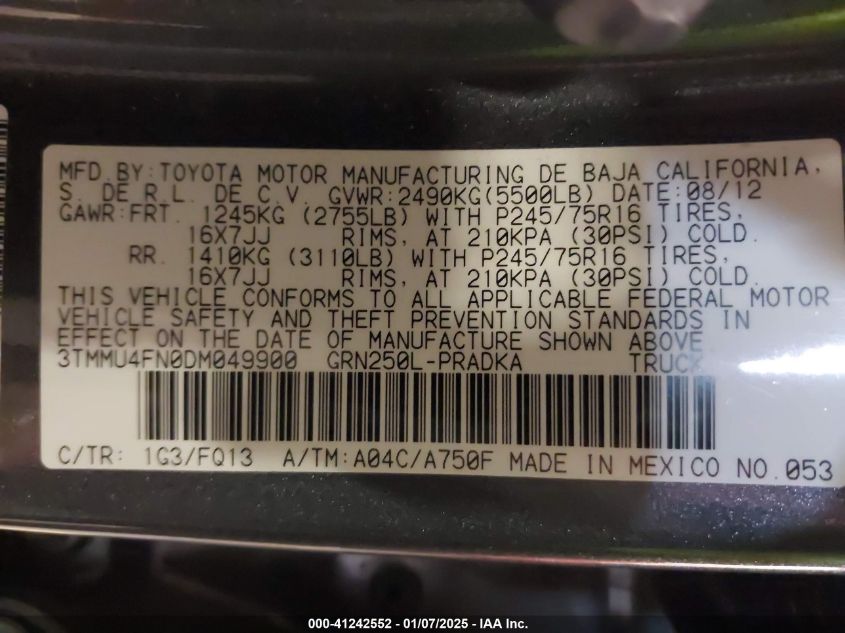 MFD.BY:TOYOTA MOTOR MANUFACTURING DE BAJA CALIFORNIA,
S. DE R.L. DE C.V. GVWR:2490KG(5500LB) DATE:08/12
GAWR:FRT. 1245KG (2755LB) WITH P245/75R16 TIRES,
16X7JJ RIMS, AT 210KPA (30PSI) COLD.
RR. 1410KG (3110LB) WITH P245/75R16 TIRES,
16X7JJ RIMS, AT 210KPA (30PSI) COLD.
THIS VEHICLE CONFORMS TO ALL APPLICABLE FEDERAL MOTOR
VEHICLE SAFETY AND THEFT PREVENTION STANDARDS IN
EFFECT ON THE DATE OF MANUFACTURE SHOWN ABOVE.
3TMMU4FN0DM049900 GRN250L-PRADKA TRUCK
C/TR: 1G3/FQ13 A/TM:A04C/A750F MADE IN MEXICO NO.053
000-41242552 - 01/07/2025 - IAA Inc.